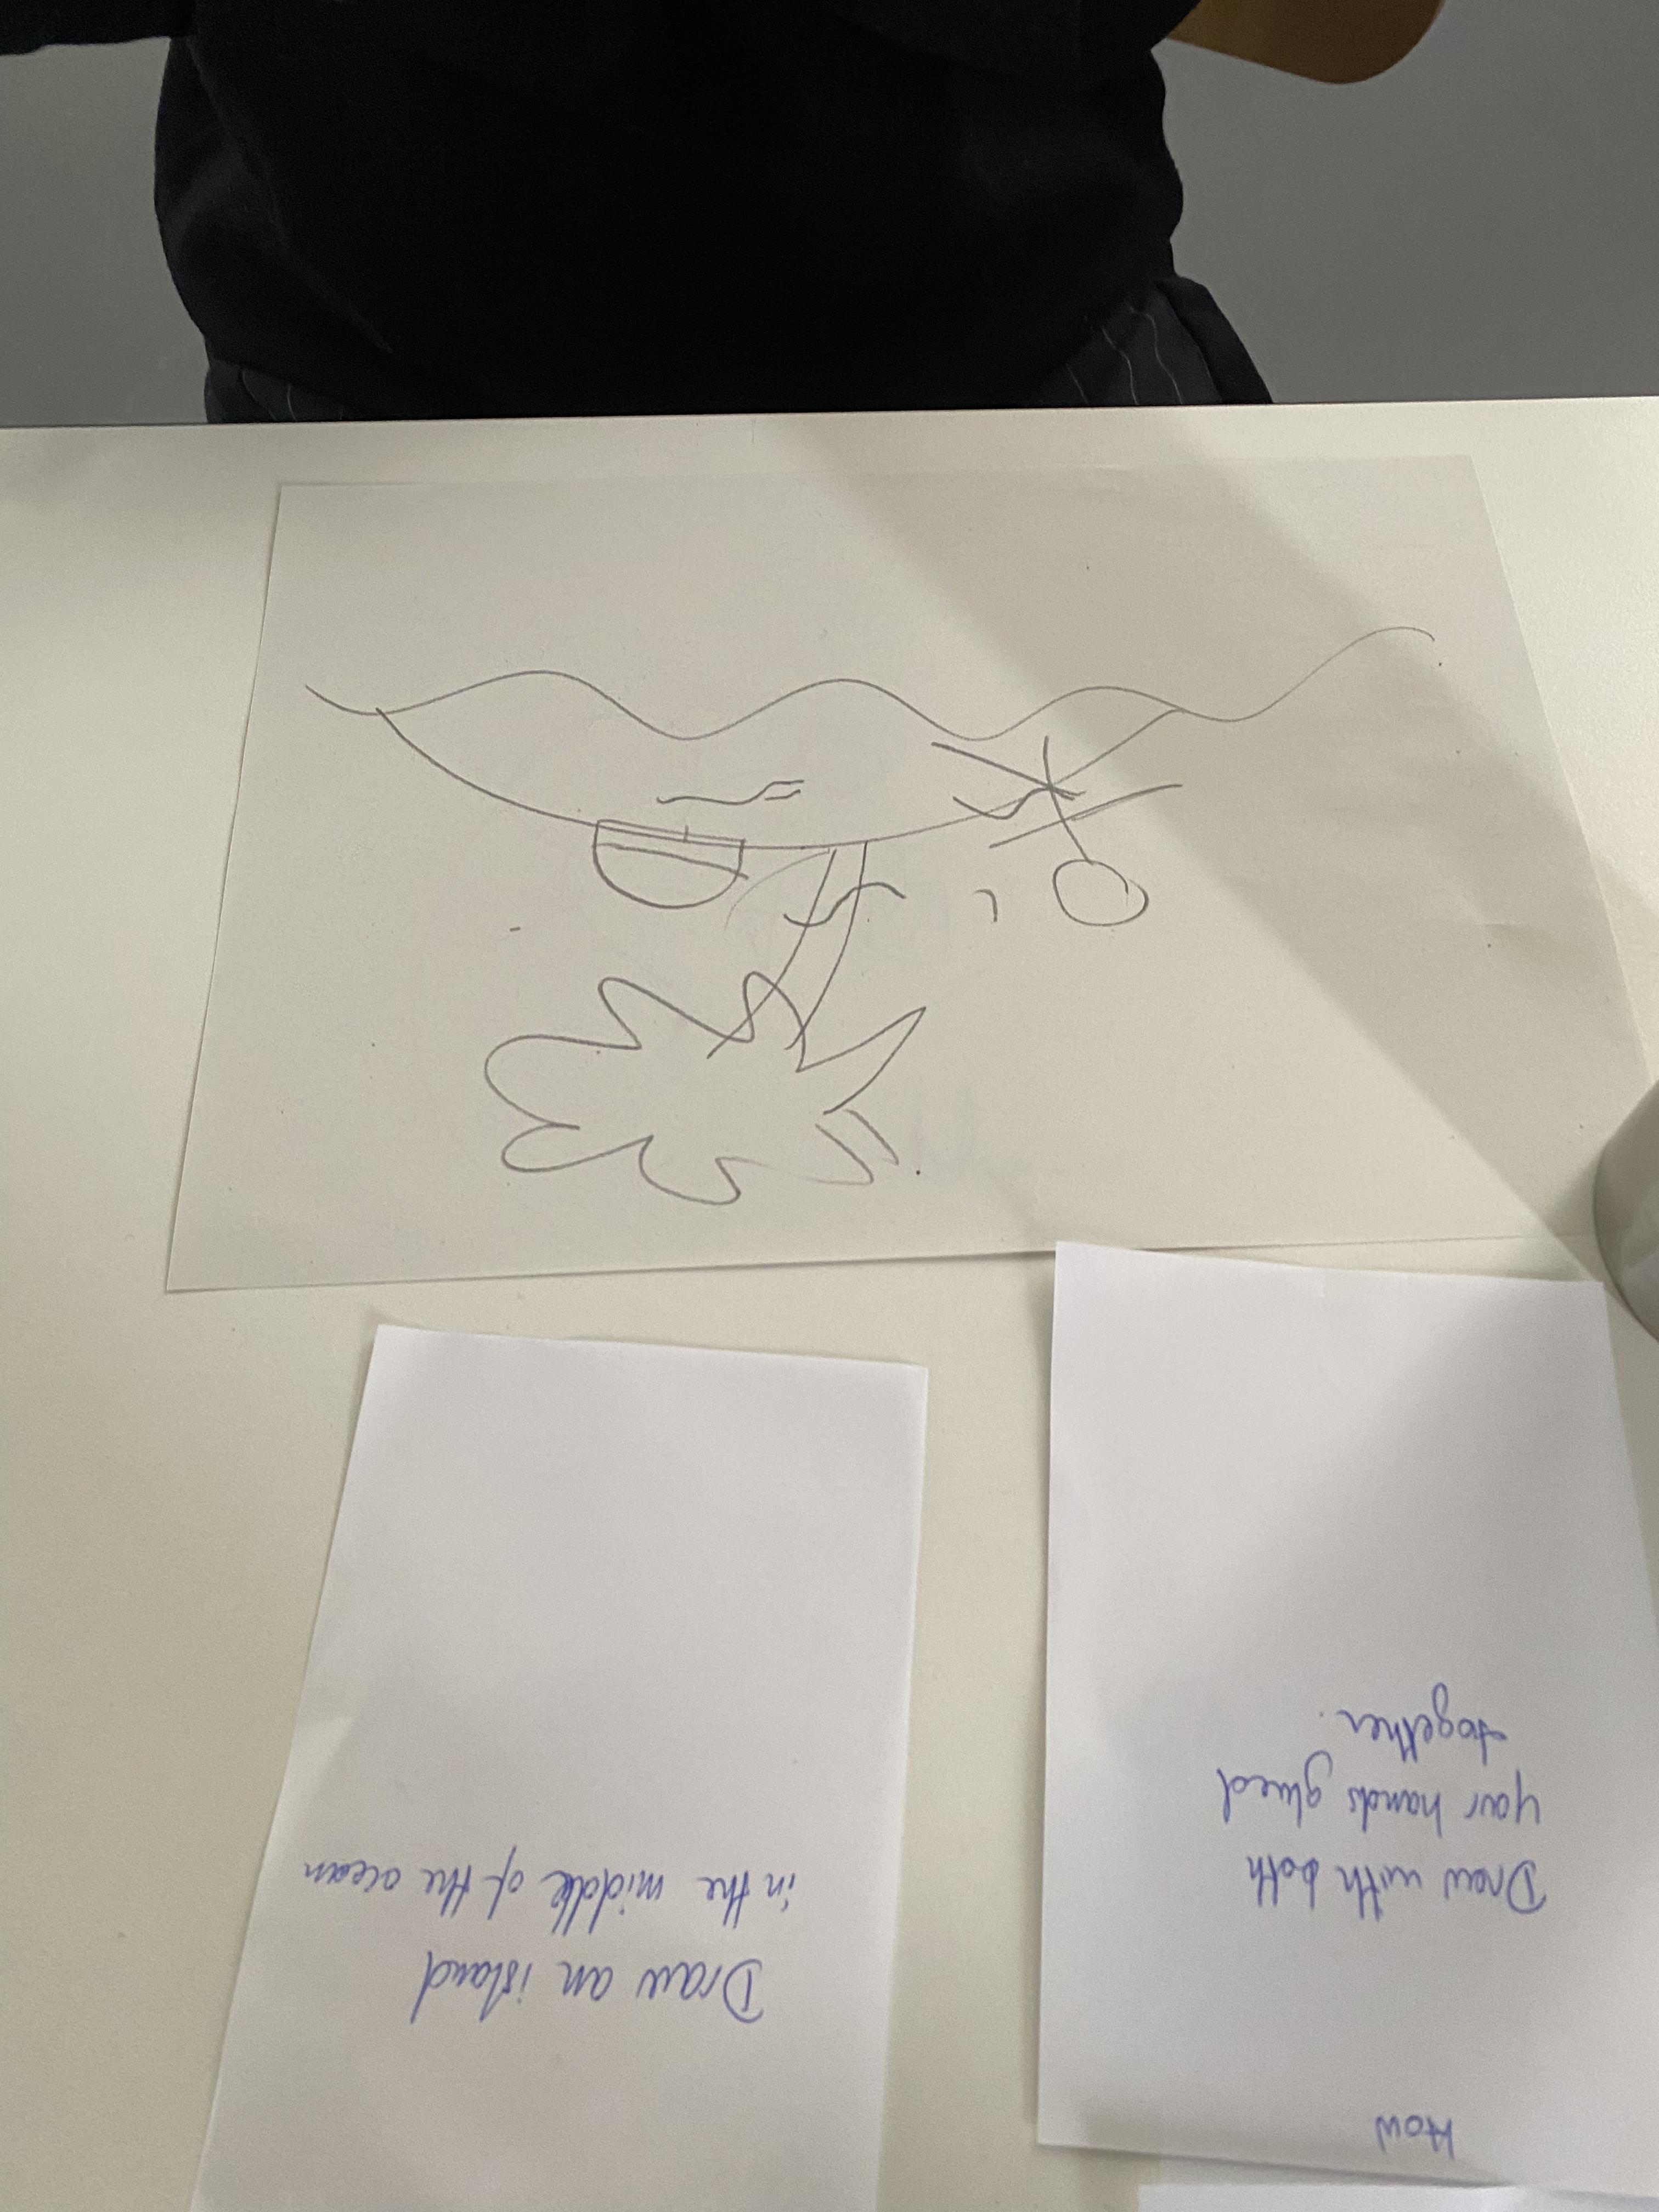 Draw an island
in the middle of the ocean
How
Draw with both
your hands glued
together.